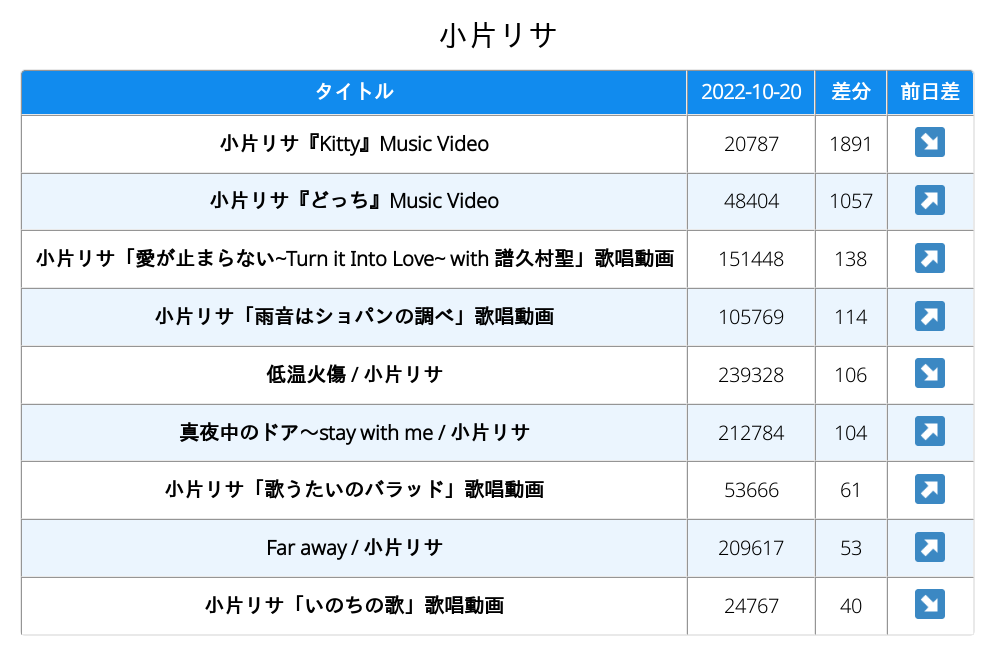 小片リサ
タイトル 2022-10-20 差分 前日差
小片リサ『Kitty』Music Video 20787 1891 ↘
小片リサ『どっち』Music Video 48404 1057 ↗
小片リサ「愛が止まらない~Turn it Into Love~ with 譜久村聖」歌唱動画 151448 138 ↗
小片リサ「雨音はショパンの調べ」歌唱動画 105769 114 ↗
低温火傷 / 小片リサ 239328 106 ↘
真夜中のドア～stay with me / 小片リサ 212784 104 ↗
小片リサ「歌うたいのバラッド」歌唱動画 53666 61 ↗
Far away / 小片リサ 209617 53 ↗
小片リサ「いのちの歌」歌唱動画 24767 40 ↘